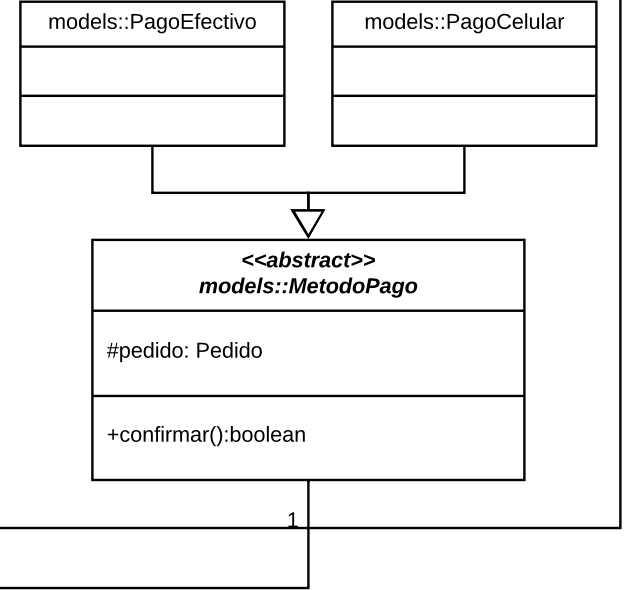 models::PagoEfectivo
models::PagoCelular
<<abstract>>
models::MetodoPago
#pedido: Pedido
+confirmar():boolean
1